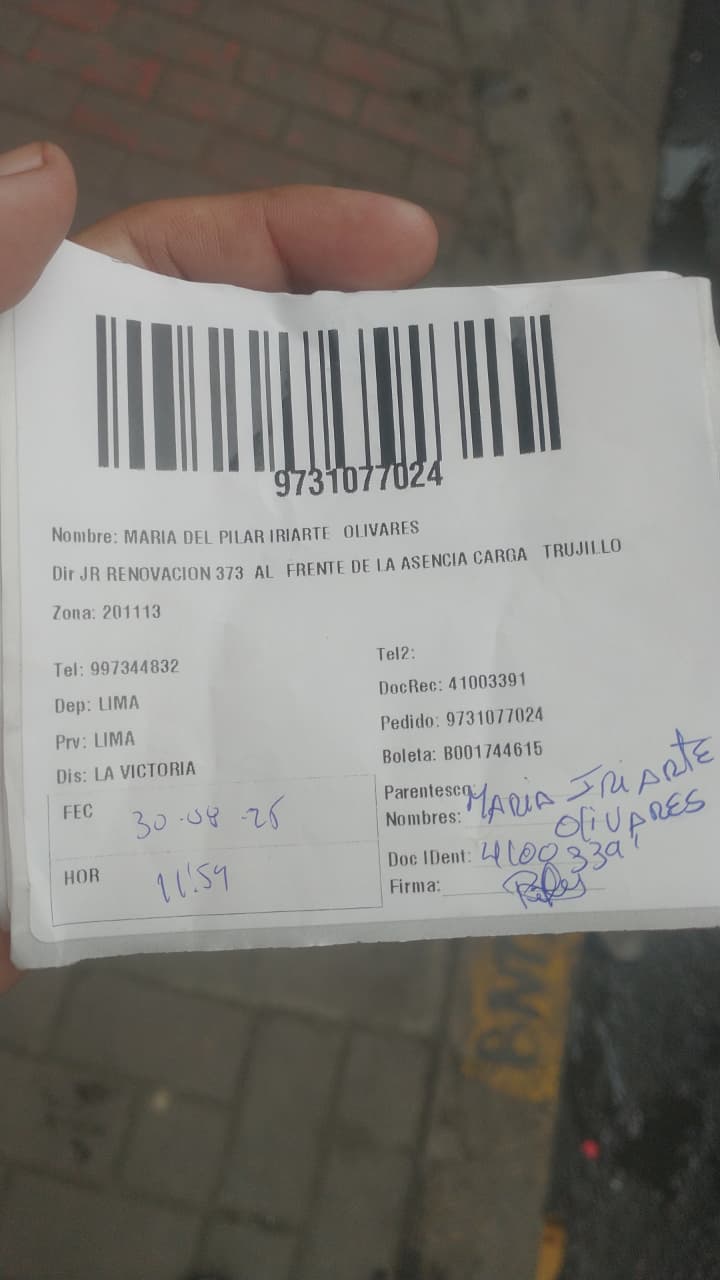 9731077024
Nombre: MARIA DEL PILAR IRIARTE OLIVARES
Dir JR RENOVACION 373 AL FRENTE DE LA ASENCIA CARGA TRUJILLO
Zona: 201113
Tel: 997344832
Tel2:
Dep: LIMA
DocRec: 41003391
Prv: LIMA
Pedido: 9731077024
Dis: LA VICTORIA
Boleta: B001744615
FEC 30-08-25
Parentesco:
Nombres: MARIA IRIARTE
OLIVARES
HOR 11:59
Doc IDent: 41003391
Firma: